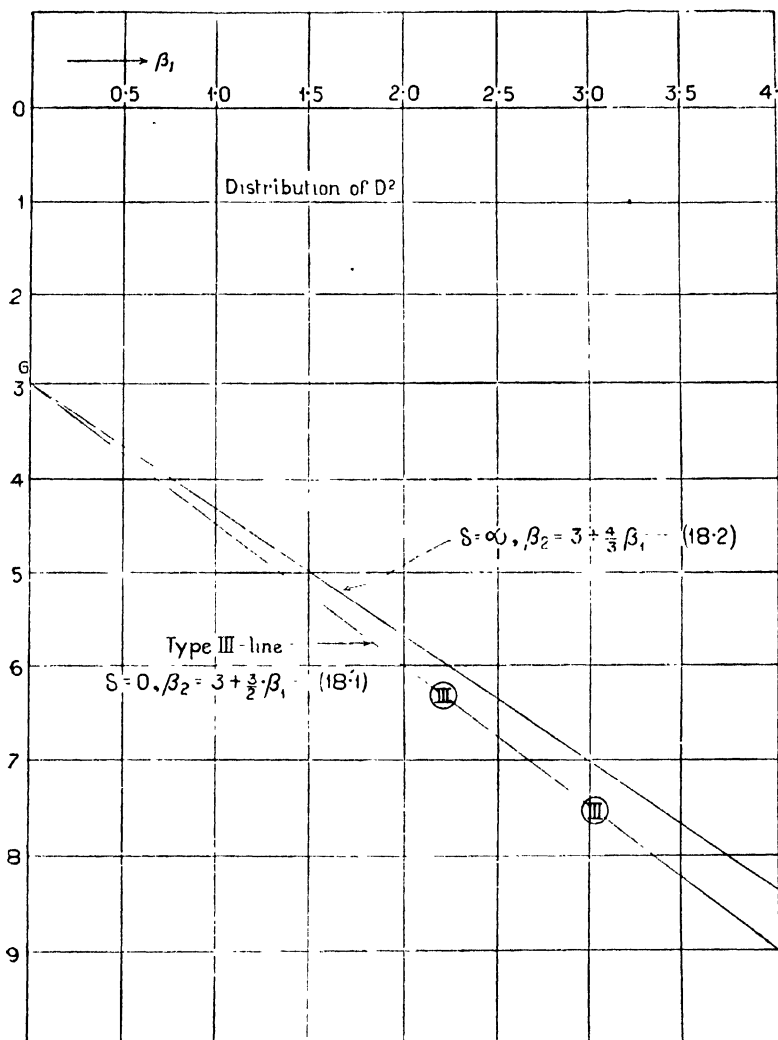 β₁
0·5 1·0 1·5 2·0 2·5 3·0 3·5 4·
0
Distribution of D²
1
2
G
3
4
δ=∞, β₂ = 3 + 4/3 β₁ -- (18·2)
5
Type III-line
6
δ=0, β₂ = 3 + 3/2·β₁ -- (18·1)
III
7
III
8
9